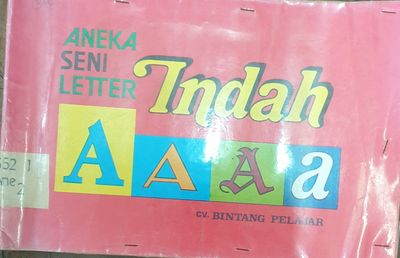 ANEKA
SENI
LETTER
Indah
A A A a
CV. BINTANG PELAJAR